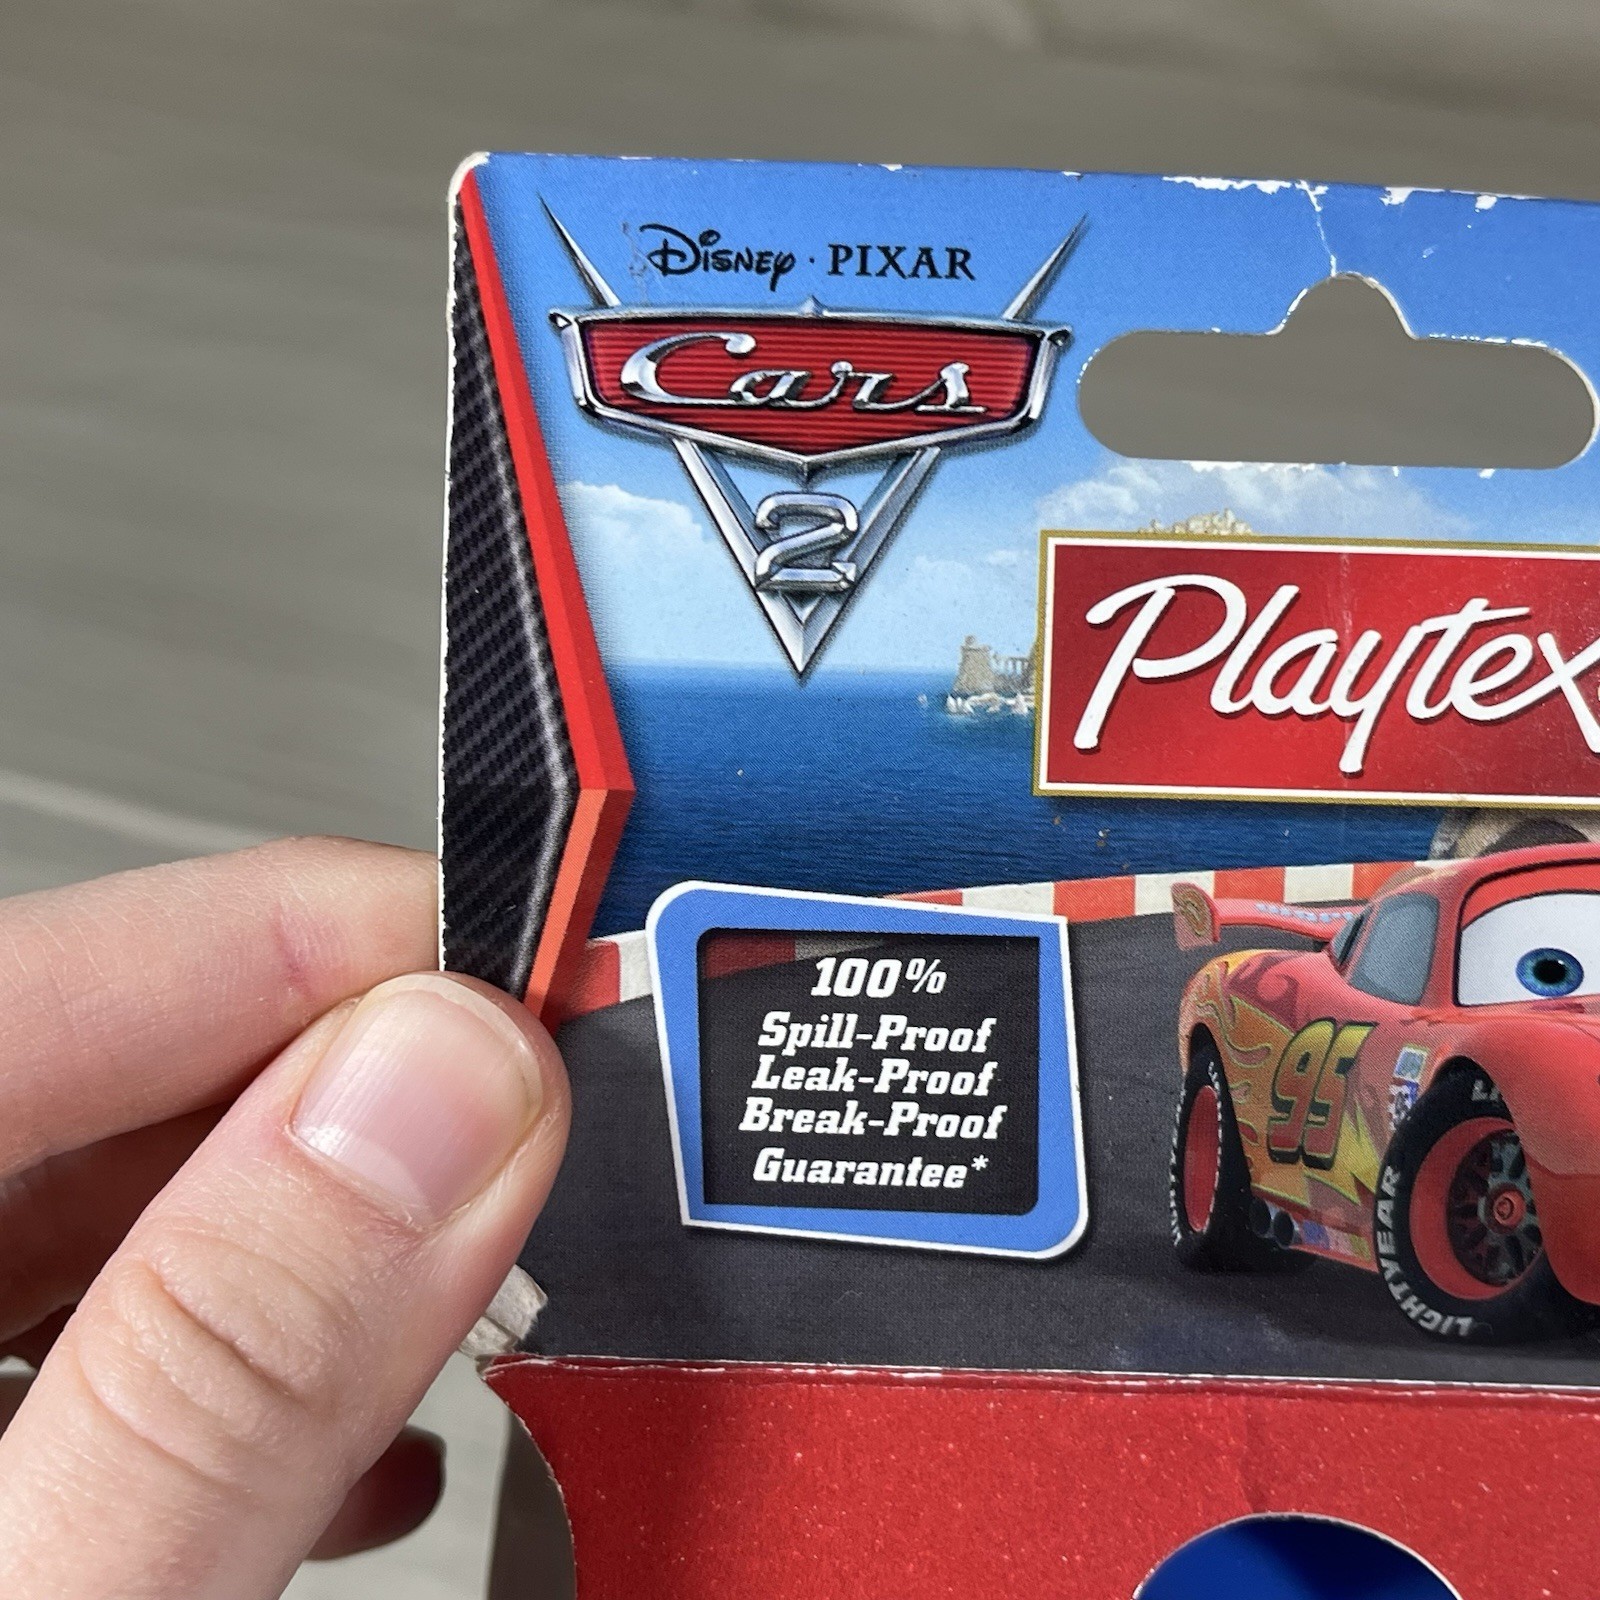 Disney · PIXAR
Cars
2
Playtex
100%
Spill-Proof
Leak-Proof
Break-Proof
Guarantee*
95
LIGHTYEAR